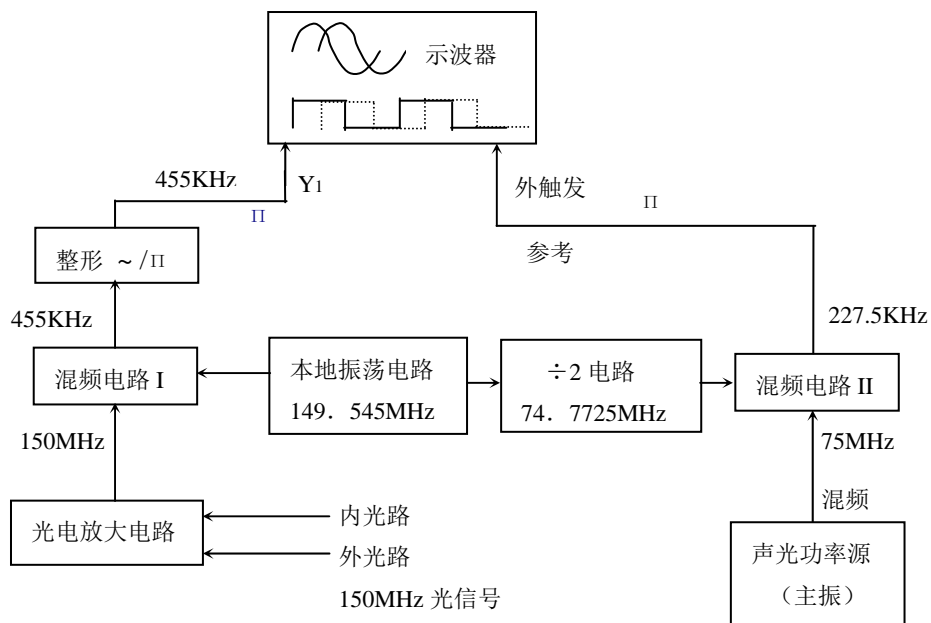 示波器
455KHz
Y1
外触发
П
П
参考
整形 ~/П
455KHz
227.5KHz
混频电路 I
本地振荡电路
149．545MHz
÷2 电路
74．7725MHz
混频电路 II
150MHz
75MHz
光电放大电路
内光路
外光路
150MHz 光信号
混频
声光功率源
（主振）